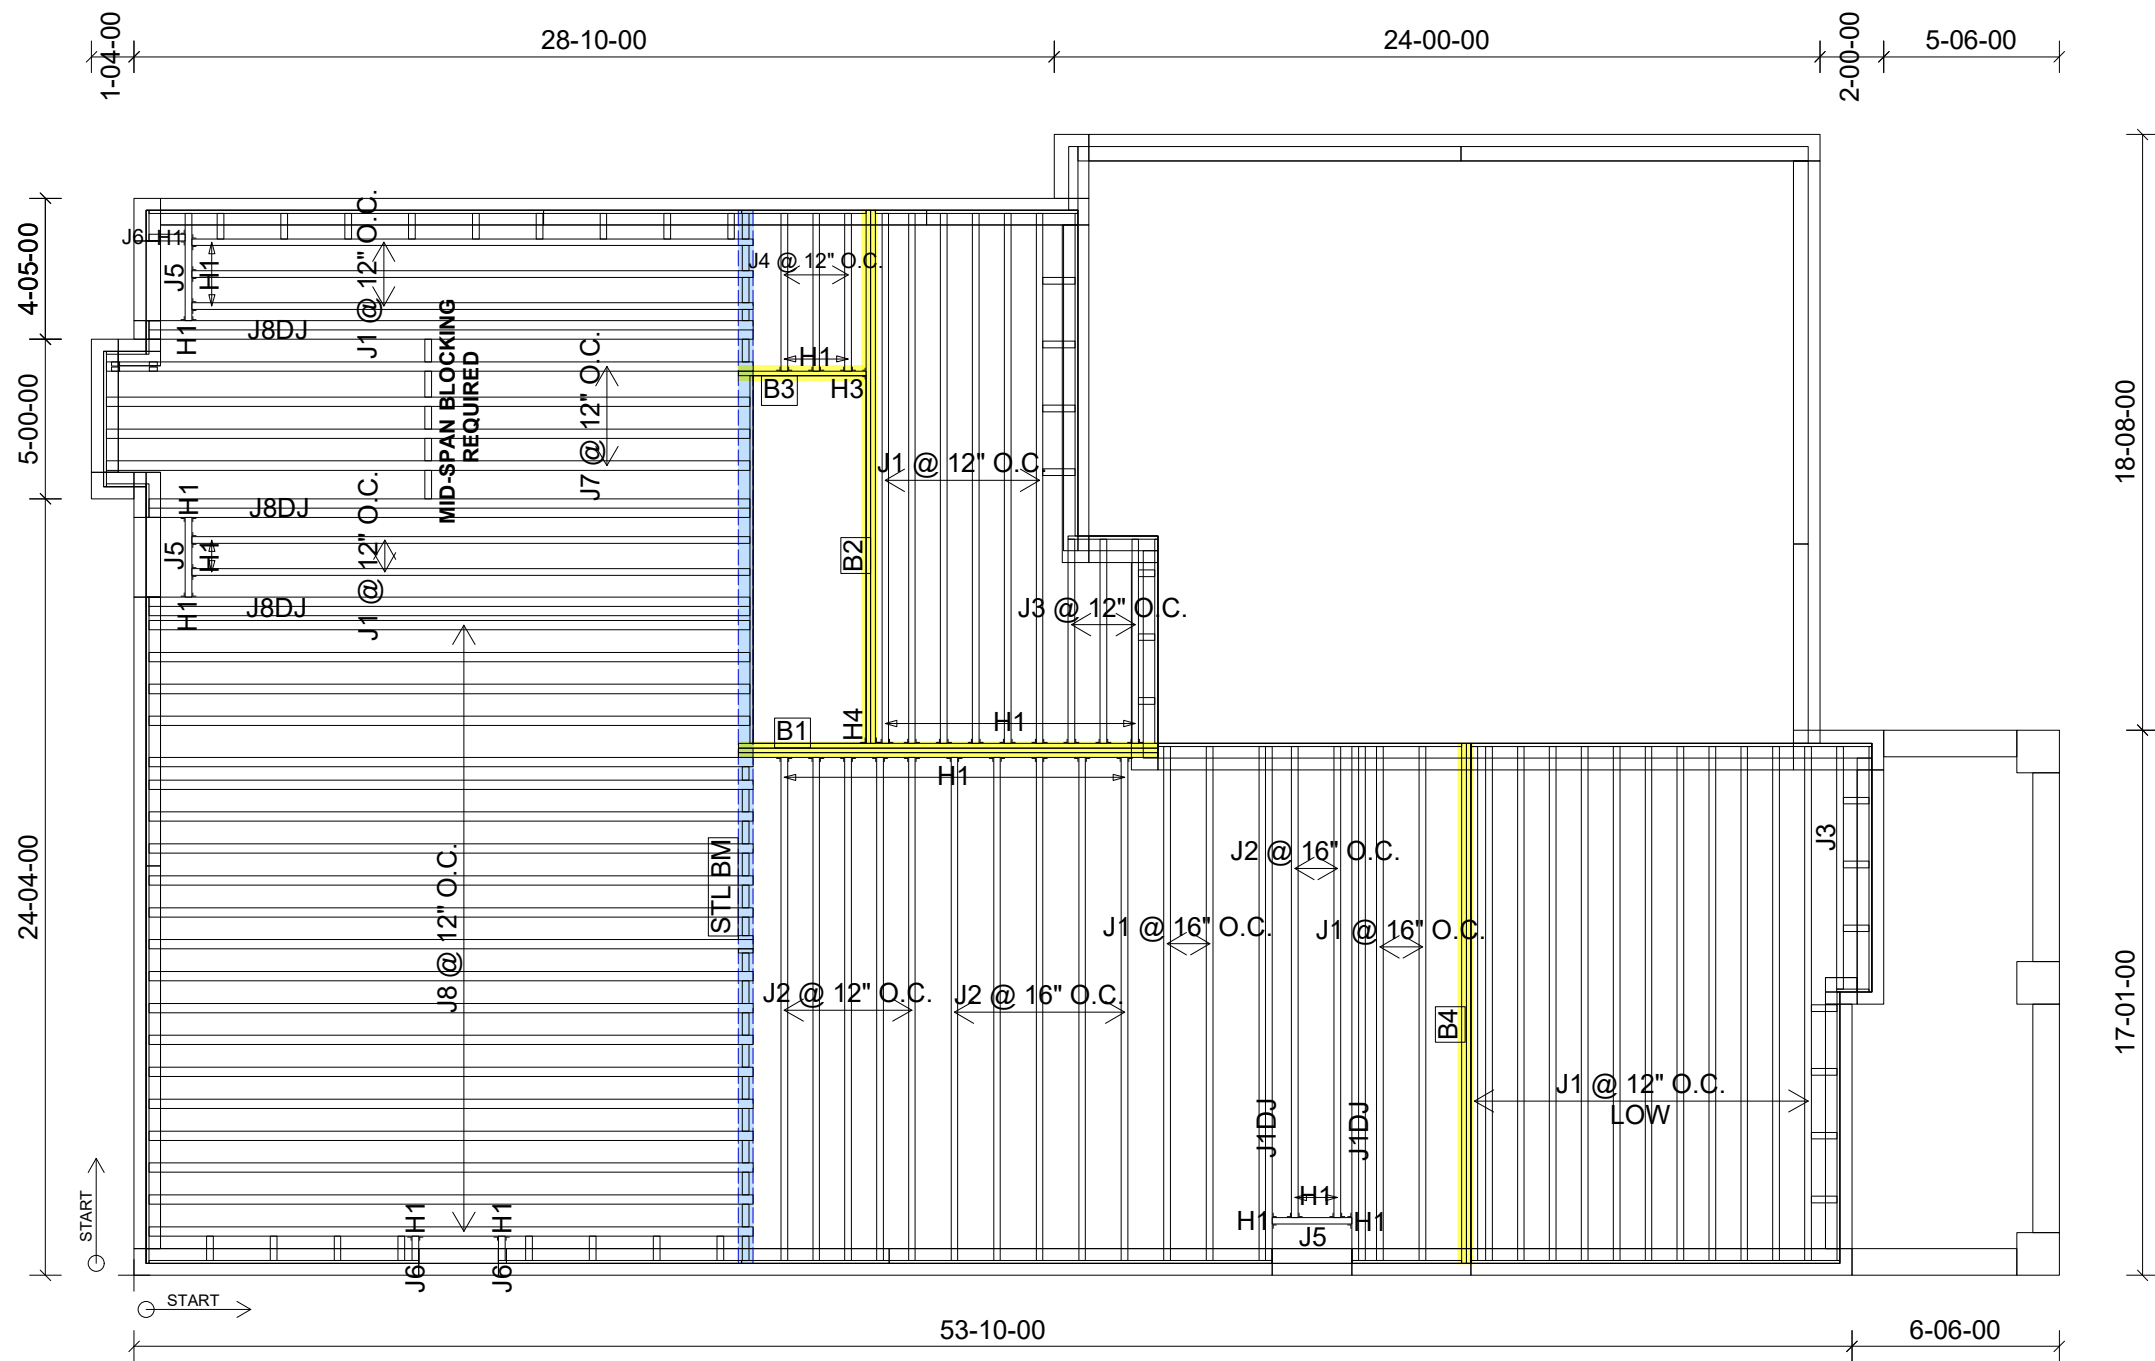 28-10-00
24-00-00
5-06-00
1-04-00
2-00-00
4-05-00
5-00-00
24-04-00
18-08-00
17-01-00
J6 H1
J5
H1
H1
J8DJ
J1 @ 12" O.C.
MID-SPAN BLOCKING
REQUIRED
J7 @ 12" O.C.
J4 @ 12" O.C.
H1
B3
H3
J1 @ 12" O.C.
H1
J8DJ
J5
H1
J1 @ 12" O.C.
H1
J8DJ
B2
J3 @ 12" O.C.
H4
B1
H1
H1
STL BM
J8 @ 12" O.C.
J2 @ 16" O.C.
J1 @ 16" O.C.
J1 @ 16" O.C.
J3
J2 @ 12" O.C.
J2 @ 16" O.C.
B4
J1 @ 12" O.C.
LOW
J1DJ
J1DJ
H1
H1
H1
J5
H1
H1
J6
J6
START
START
53-10-00
6-06-00